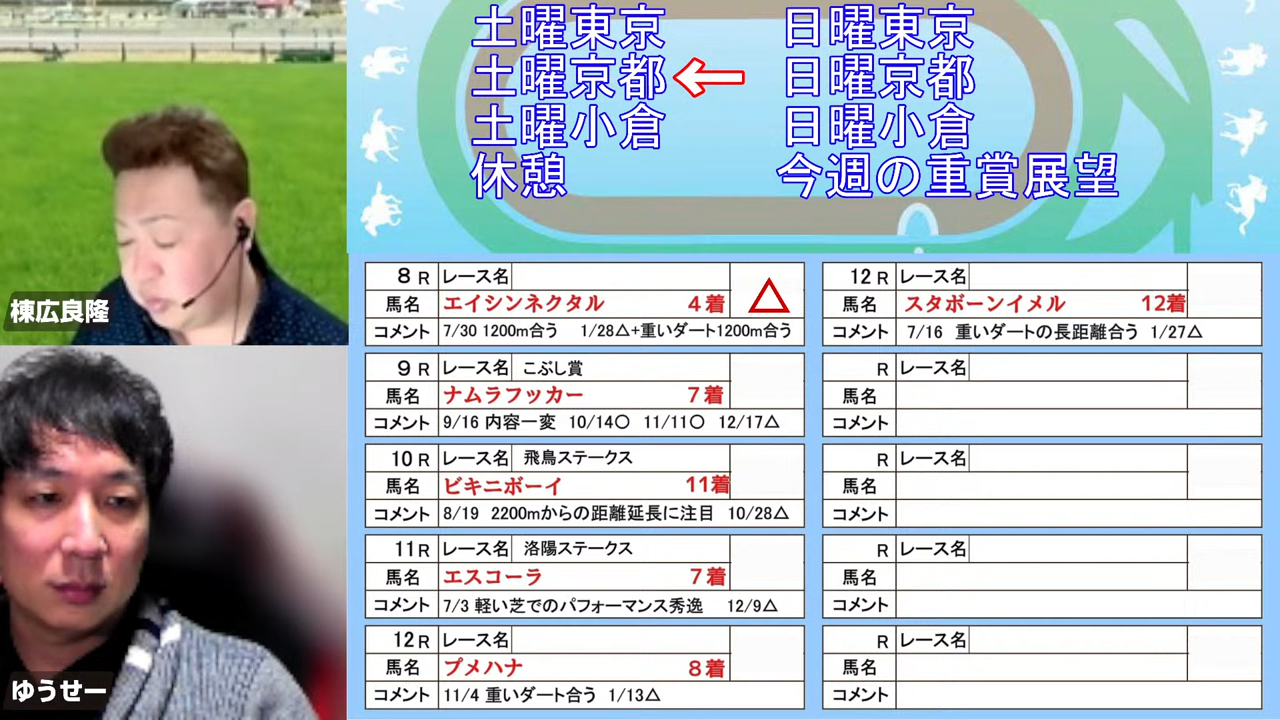 土曜東京
土曜京都
土曜小倉
休憩
日曜東京
日曜京都
日曜小倉
今週の重賞展望
棟広良隆
ゆうせー
8 R レース名
馬名 エイシンネクタル 4着 △
コメント 7/30 1200m合う 1/28△+重いダート1200m合う
9 R レース名 こぶし賞
馬名 ナムラフッカー 7着
コメント 9/16 内容一変 10/14○ 11/11○ 12/17△
10 R レース名 飛鳥ステークス
馬名 ビキニボーイ 11着
コメント 8/19 2200mからの距離延長に注目 10/28△
11 R レース名 洛陽ステークス
馬名 エスコーラ 7着
コメント 7/3 軽い芝でのパフォーマンス秀逸 12/9△
12 R レース名
馬名 プメハナ 8着
コメント 11/4 重いダート合う 1/13△
12 R レース名
馬名 スタボーンイメル 12着
コメント 7/16 重いダートの長距離合う 1/27△
R レース名
馬名
コメント
R レース名
馬名
コメント
R レース名
馬名
コメント
R レース名
馬名
コメント